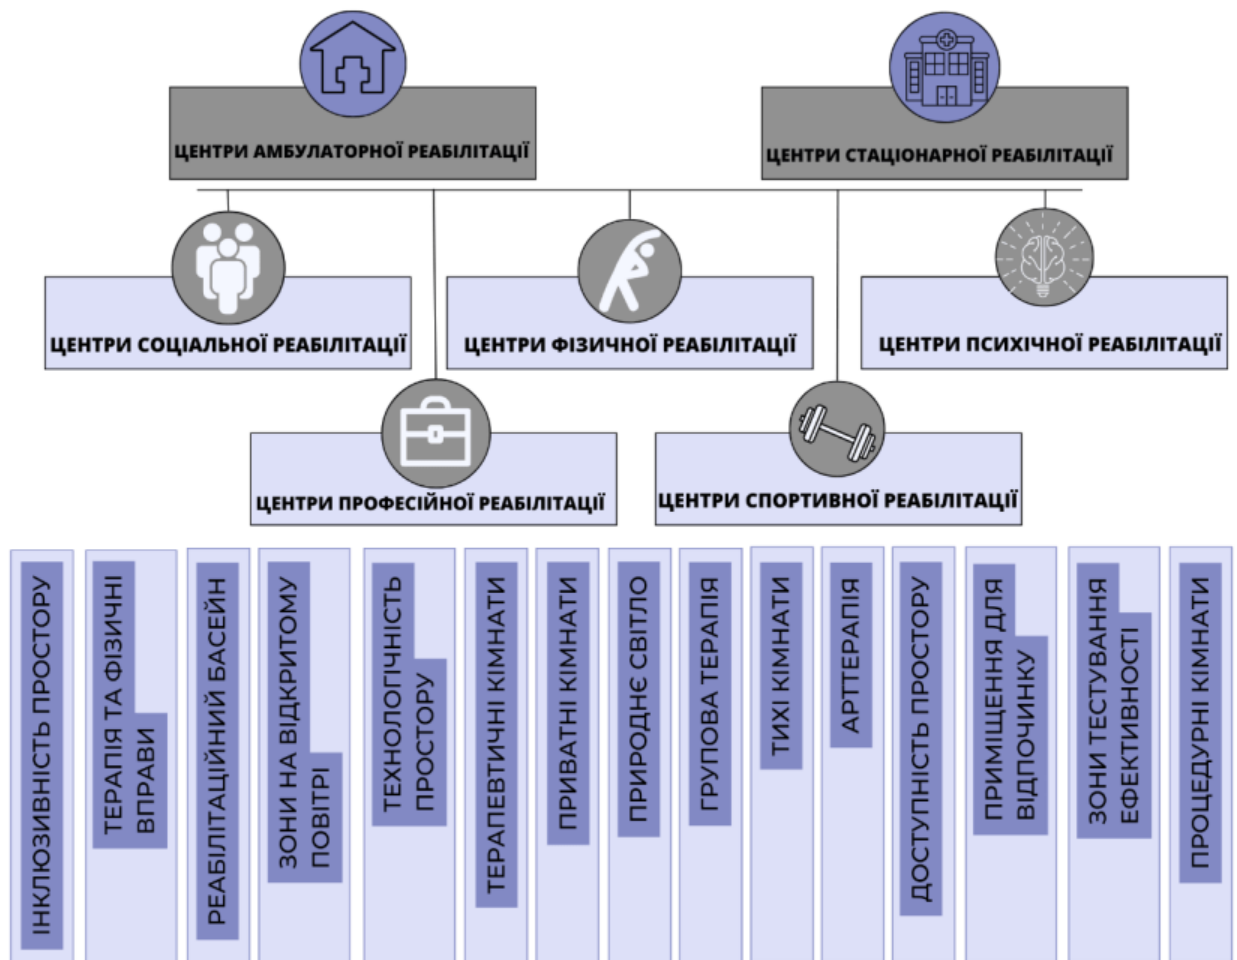 ЦЕНТРИ АМБУЛАТОРНОЇ РЕАБІЛІТАЦІЇ
ЦЕНТРИ СТАЦІОНАРНОЇ РЕАБІЛІТАЦІЇ
ЦЕНТРИ СОЦІАЛЬНОЇ РЕАБІЛІТАЦІЇ
ЦЕНТРИ ФІЗИЧНОЇ РЕАБІЛІТАЦІЇ
ЦЕНТРИ ПСИХІЧНОЇ РЕАБІЛІТАЦІЇ
ЦЕНТРИ ПРОФЕСІЙНОЇ РЕАБІЛІТАЦІЇ
ЦЕНТРИ СПОРТИВНОЇ РЕАБІЛІТАЦІЇ
ІНКЛЮЗИВНІСТЬ ПРОСТОРУ
ТЕРАПІЯ ТА ФІЗИЧНІ
ВПРАВИ
РЕАБІЛІТАЦІЙНИЙ БАСЕЙН
ЗОНИ НА ВІДКРИТОМУ
ПОВІТРІ
ТЕХНОЛОГІЧНІСТЬ
ПРОСТОРУ
ТЕРАПЕВТИЧНІ КІМНАТИ
ПРИВАТНІ КІМНАТИ
ПРИРОДНЄ СВІТЛО
ГРУПОВА ТЕРАПІЯ
ТИХІ КІМНАТИ
АРТТЕРАПІЯ
ДОСТУПНІСТЬ ПРОСТОРУ
ПРИМІЩЕННЯ ДЛЯ
ВІДПОЧИНКУ
ЗОНИ ТЕСТУВАННЯ
ЕФЕКТИВНОСТІ
ПРОЦЕДУРНІ КІМНАТИ